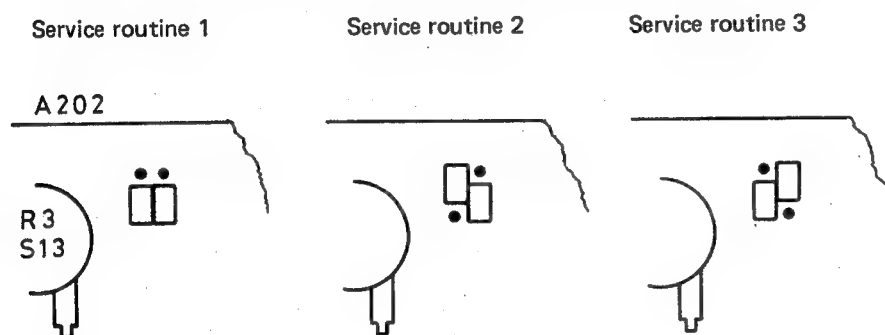 Service routine 1 Service routine 2 Service routine 3
A202
R3
S13